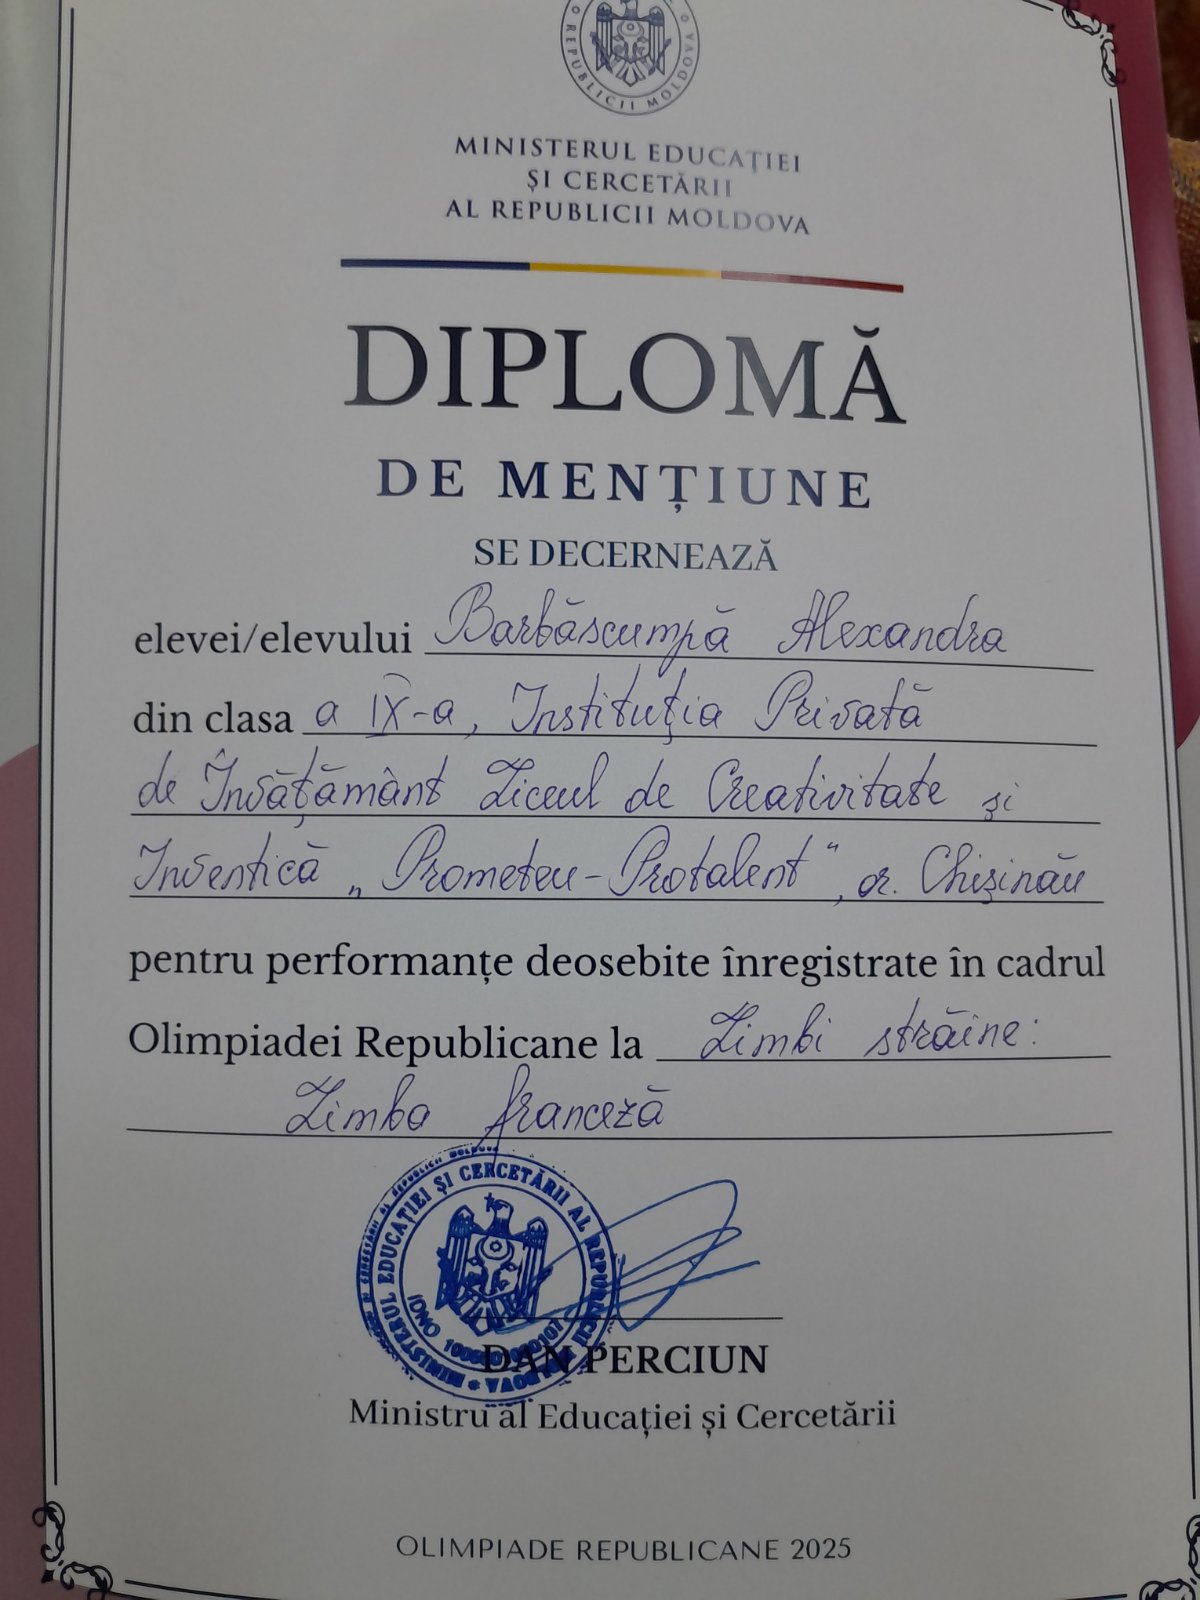 REPUBLICII MOLDOVA
MINISTERUL EDUCAȚIEI
ȘI CERCETĂRII
AL REPUBLICII MOLDOVA
DIPLOMĂ
DE MENȚIUNE
SE DECERNEAZĂ
elevei/elevului Barbăscumpă Alexandra
din clasa a IX-a, Instituția Privată
de Învățământ Liceul de Creativitate și
Inventică „Prometeu-Protalent“, or. Chișinău
pentru performanțe deosebite înregistrate în cadrul
Olimpiadei Republicane la Limbi străine:
Limba franceză
MINISTERUL EDUCAȚIEI ȘI CERCETĂRII AL REPUBLICII MOLDOVA
IDNO
DAN PERCIUN
Ministru al Educației și Cercetării
OLIMPIADE REPUBLICANE 2025